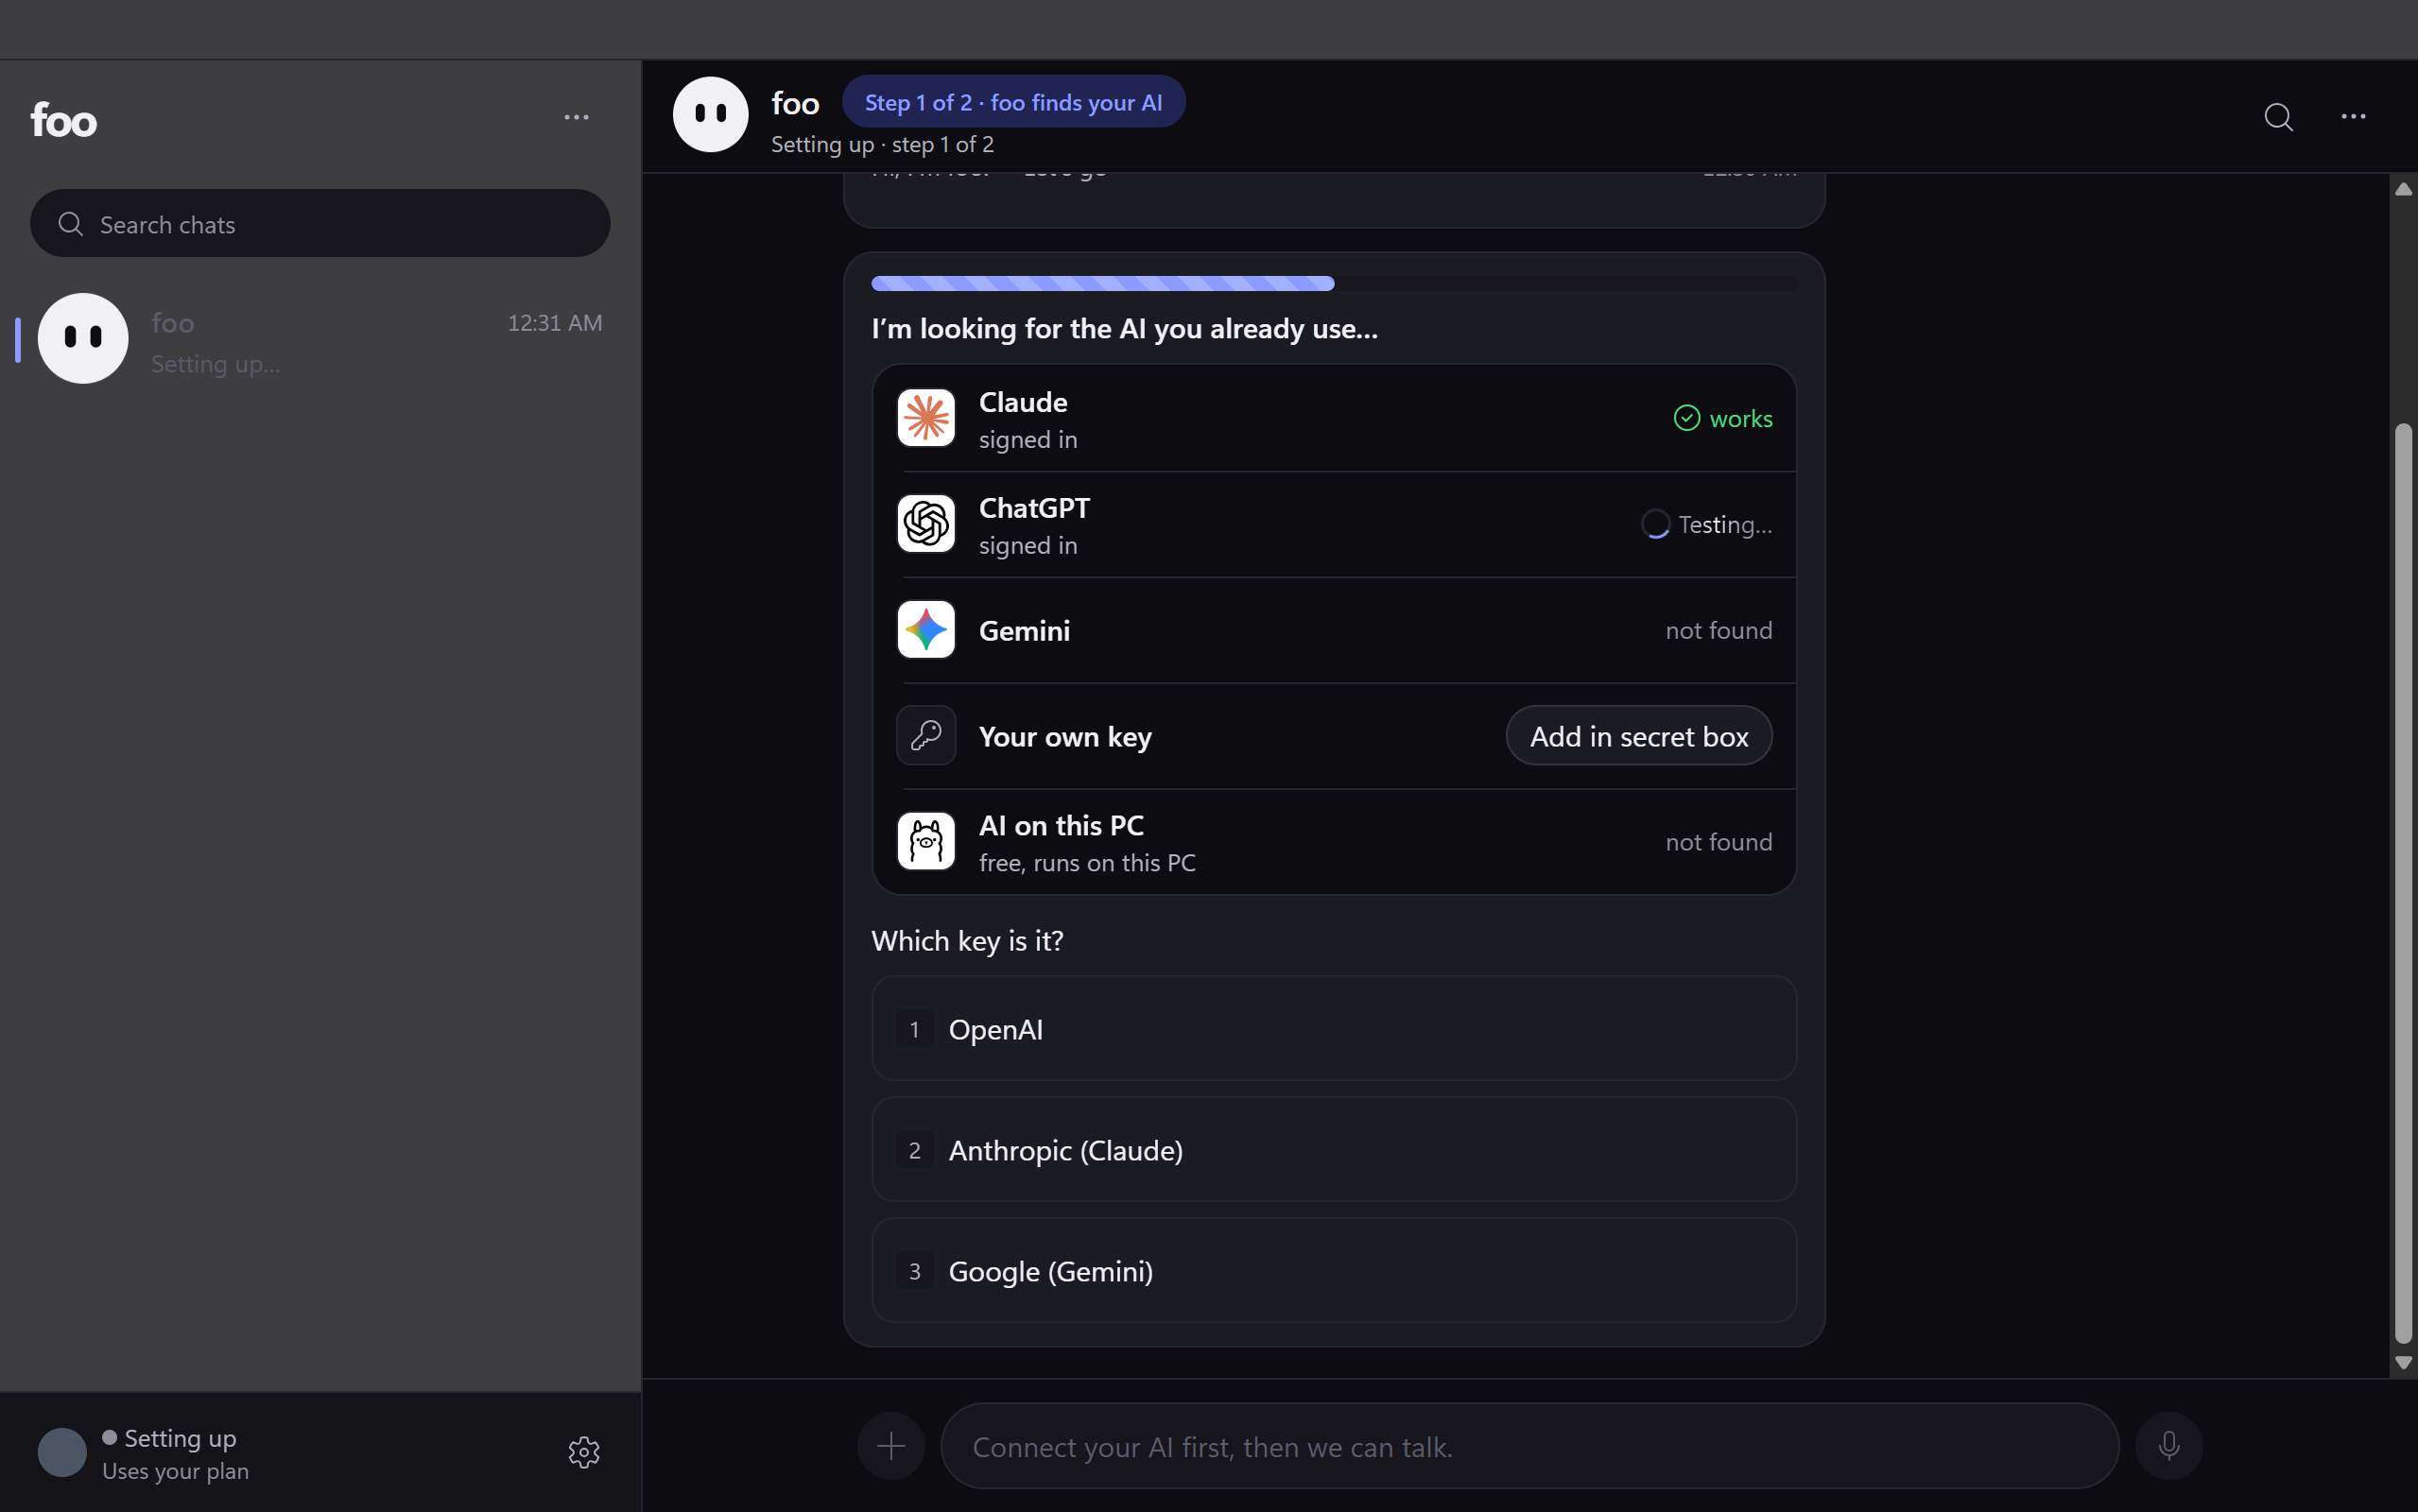 foo
Search chats
foo
12:31 AM
Setting up...
Setting up
Uses your plan
foo
Step 1 of 2 · foo finds your AI
Setting up · step 1 of 2
I’m looking for the AI you already use...
Claude
signed in
works
ChatGPT
signed in
Testing...
Gemini
not found
Your own key
Add in secret box
AI on this PC
free, runs on this PC
not found
Which key is it?
1 OpenAI
2 Anthropic (Claude)
3 Google (Gemini)
Connect your AI first, then we can talk.